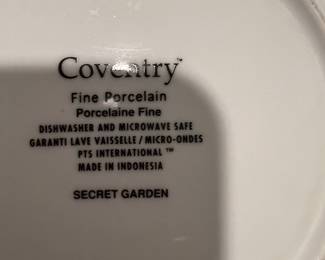 Coventry™
Fine Porcelain
Porcelaine Fine
DISHWASHER AND MICROWAVE SAFE
GARANTI LAVE VAISSELLE / MICRO-ONDES
PTS INTERNATIONAL ™
MADE IN INDONESIA
SECRET GARDEN